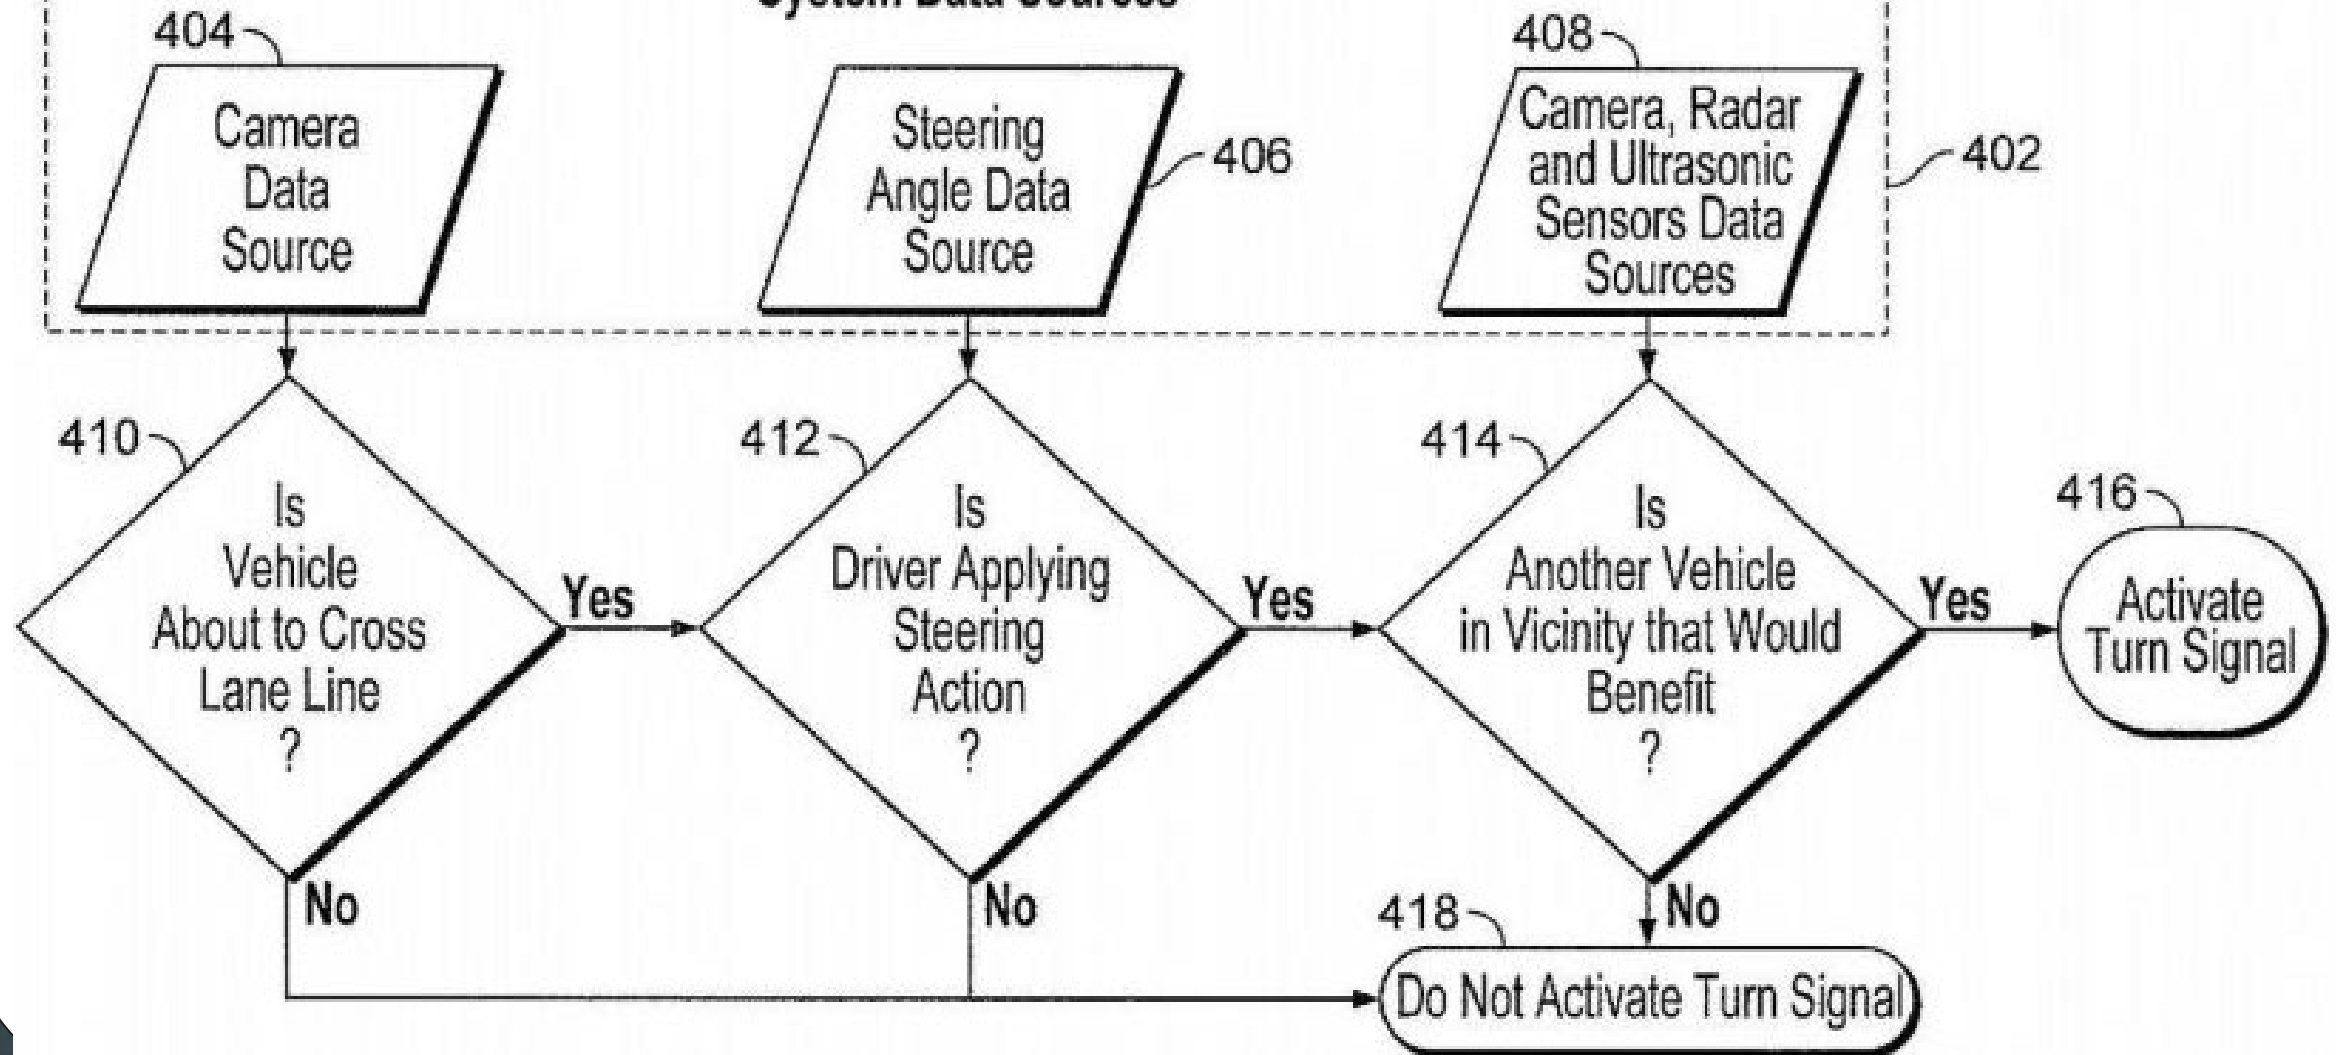 System Data Sources
404
408
Camera
Data
Source
Steering
Angle Data
Source
406
Camera, Radar
and Ultrasonic
Sensors Data
Sources
402
410
412
414
416
Is
Vehicle
About to Cross
Lane Line
?
Yes
Is
Driver Applying
Steering
Action
?
Yes
Is
Another Vehicle
in Vicinity that Would
Benefit
?
Yes
Activate
Turn Signal
No
No
No
418
Do Not Activate Turn Signal